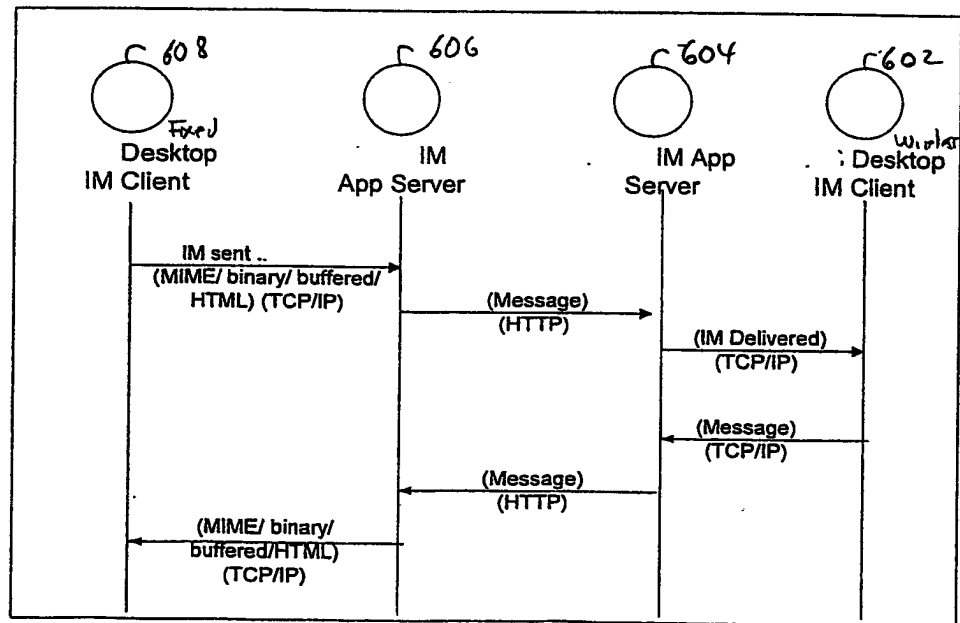 608
606
604
602
Fixed
Desktop
IM Client
IM
App Server
IM App
Server
Desktop
IM Client
IM sent ..
(MIME/ binary/ buffered/
HTML) (TCP/IP)
(Message)
(HTTP)
(IM Delivered)
(TCP/IP)
(Message)
(TCP/IP)
(Message)
(HTTP)
(MIME/ binary/
buffered/HTML)
(TCP/IP)